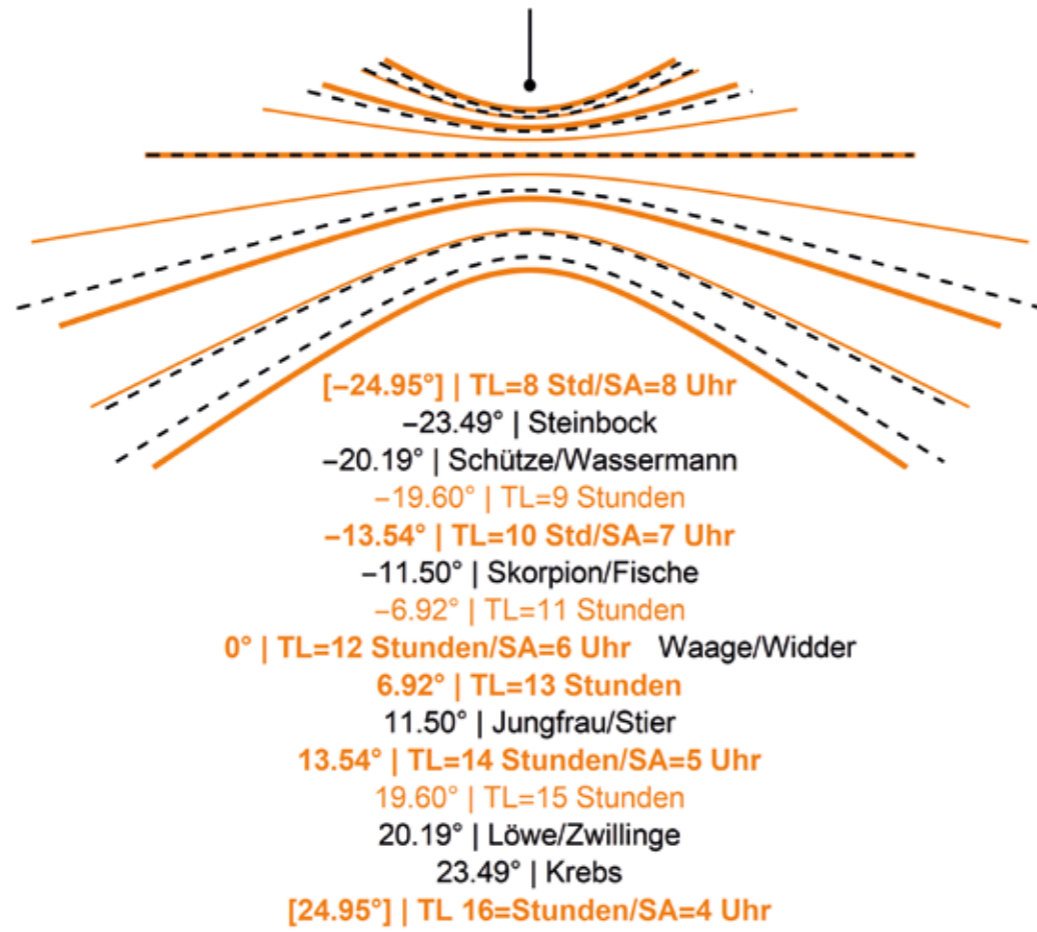 [–24.95°] | TL=8 Std/SA=8 Uhr
–23.49° | Steinbock
–20.19° | Schütze/Wassermann
–19.60° | TL=9 Stunden
–13.54° | TL=10 Std/SA=7 Uhr
–11.50° | Skorpion/Fische
–6.92° | TL=11 Stunden
0° | TL=12 Stunden/SA=6 Uhr Waage/Widder
6.92° | TL=13 Stunden
11.50° | Jungfrau/Stier
13.54° | TL=14 Stunden/SA=5 Uhr
19.60° | TL=15 Stunden
20.19° | Löwe/Zwillinge
23.49° | Krebs
[24.95°] | TL 16=Stunden/SA=4 Uhr